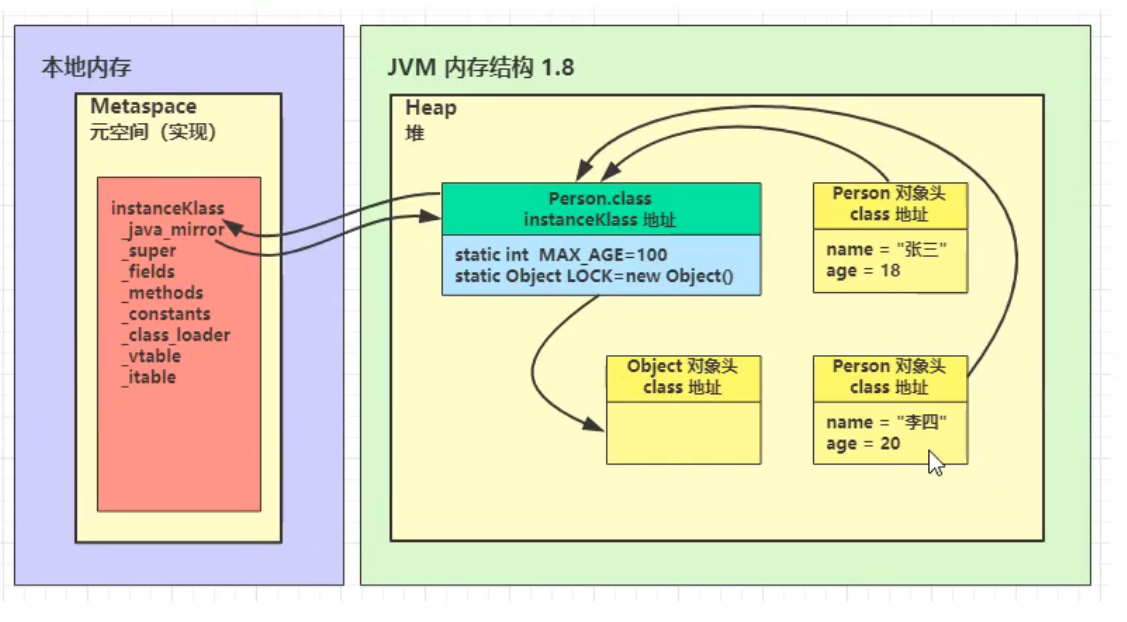 本地内存
Metaspace
元空间（实现）
instanceKlass
_java_mirror
_super
_fields
_methods
_constants
_class_loader
_vtable
_itable
JVM 内存结构 1.8
Heap
堆
Person.class
instanceKlass 地址
static int  MAX_AGE=100
static Object LOCK=new Object()
Person 对象头
class 地址
name = "张三"
age = 18
Object 对象头
class 地址
Person 对象头
class 地址
name = "李四"
age = 20